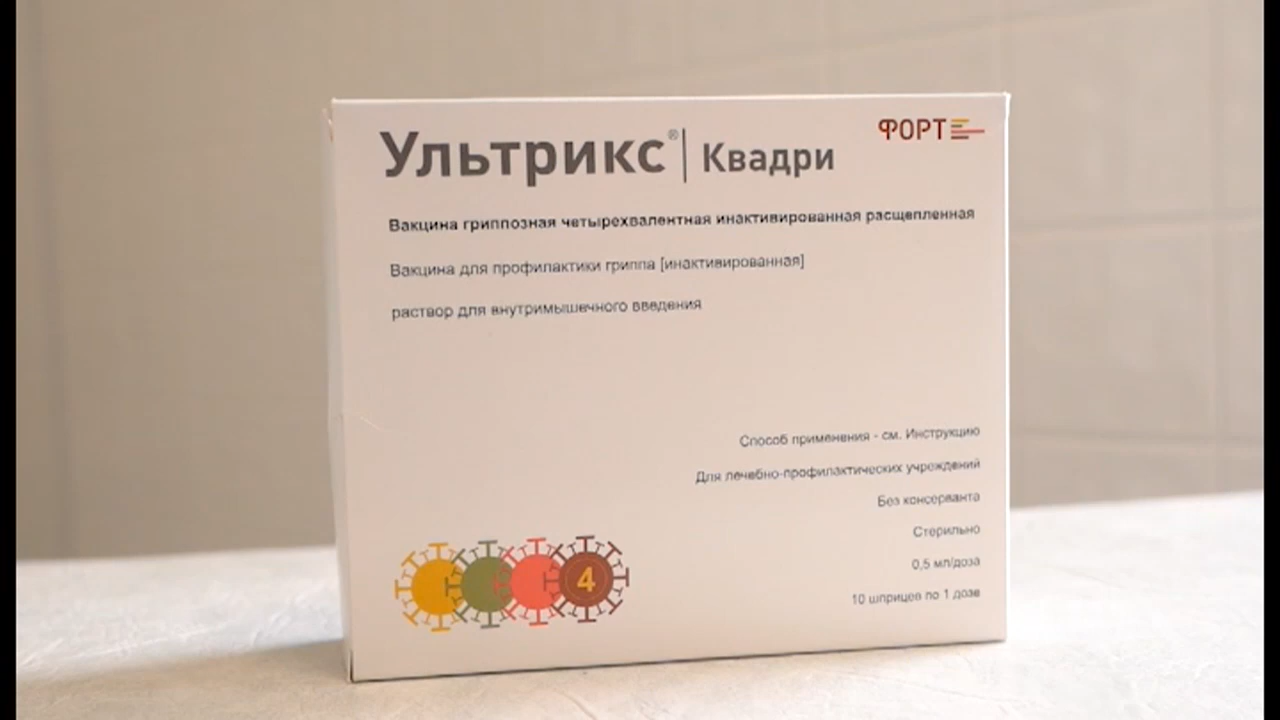 Ультрикс® | Квадри
ФОРТ
Вакцина гриппозная четырехвалентная инактивированная расщепленная
Вакцина для профилактики гриппа [инактивированная]
раствор для внутримышечного введения
Способ применения - см. Инструкцию
Для лечебно-профилактических учреждений
Без консерванта
Стерильно
0,5 мл/доза
10 шприцев по 1 дозе
4